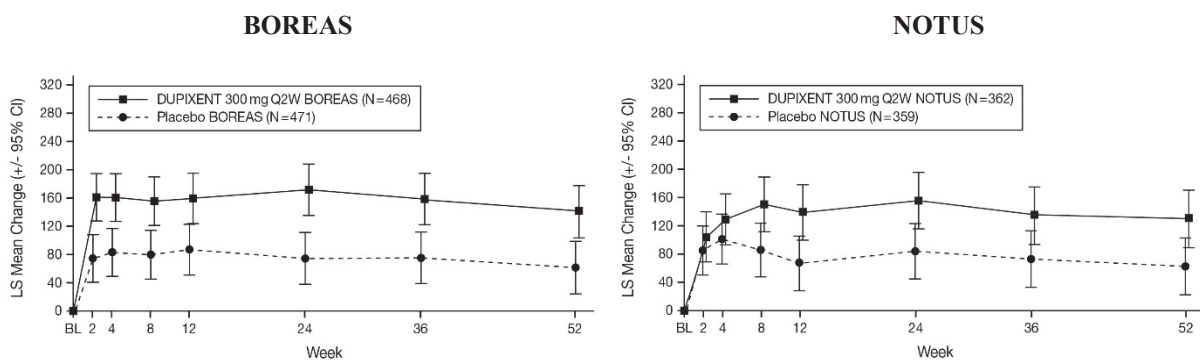 BOREAS
LS Mean Change (+/- 95% CI)
320
280
240
200
160
120
80
40
0
DUPIXENT 300 mg Q2W BOREAS (N=468)
Placebo BOREAS (N=471)
BL 2 4 8 12 24 36 52
Week
NOTUS
LS Mean Change (+/- 95% CI)
320
280
240
200
160
120
80
40
0
DUPIXENT 300 mg Q2W NOTUS (N=362)
Placebo NOTUS (N=359)
BL 2 4 8 12 24 36 52
Week